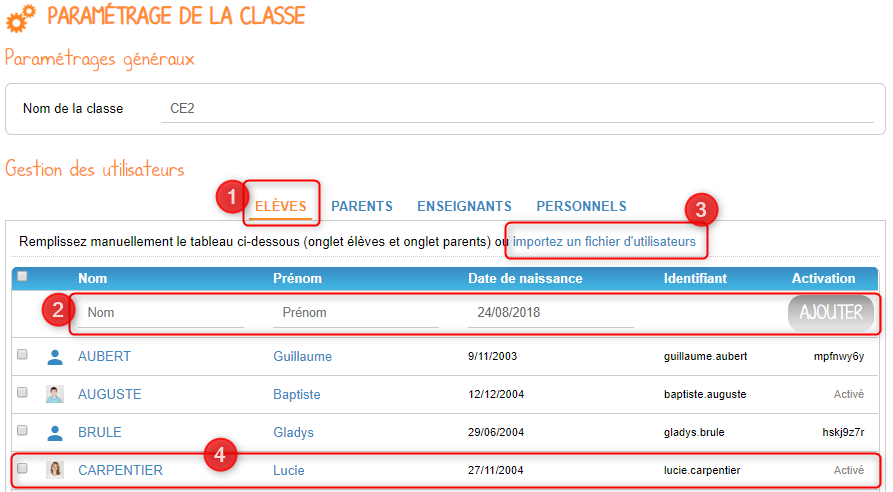 PARAMÉTRAGE DE LA CLASSE
Paramétrages généraux
Nom de la classe CE2
Gestion des utilisateurs
1 ELÈVES PARENTS ENSEIGNANTS PERSONNELS 3
Remplissez manuellement le tableau ci-dessous (onglet élèves et onglet parents) ou importez un fichier d'utilisateurs
Nom Prénom Date de naissance Identifiant Activation
2 Nom Prénom 24/08/2018 AJOUTER
AUBERT Guillaume 9/11/2003 guillaume.aubert mpfnwy6y
AUGUSTE Baptiste 12/12/2004 baptiste.auguste Activé
BRULE Gladys 29/06/2004 gladys.brule hskj9z7r
4
CARPENTIER Lucie 27/11/2004 lucie.carpentier Activé